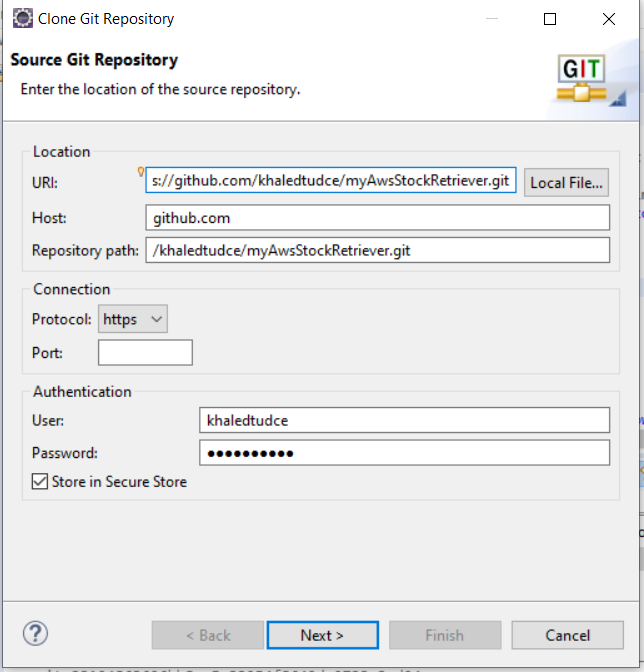 Clone Git Repository
Source Git Repository
Enter the location of the source repository.
GIT
Location
URI: s://github.com/khaledtudce/myAwsStockRetriever.git Local File...
Host: github.com
Repository path: /khaledtudce/myAwsStockRetriever.git
Connection
Protocol: https
Port:
Authentication
User: khaledtudce
Password: ●●●●●●●●●●
Store in Secure Store
? < Back Next > Finish Cancel